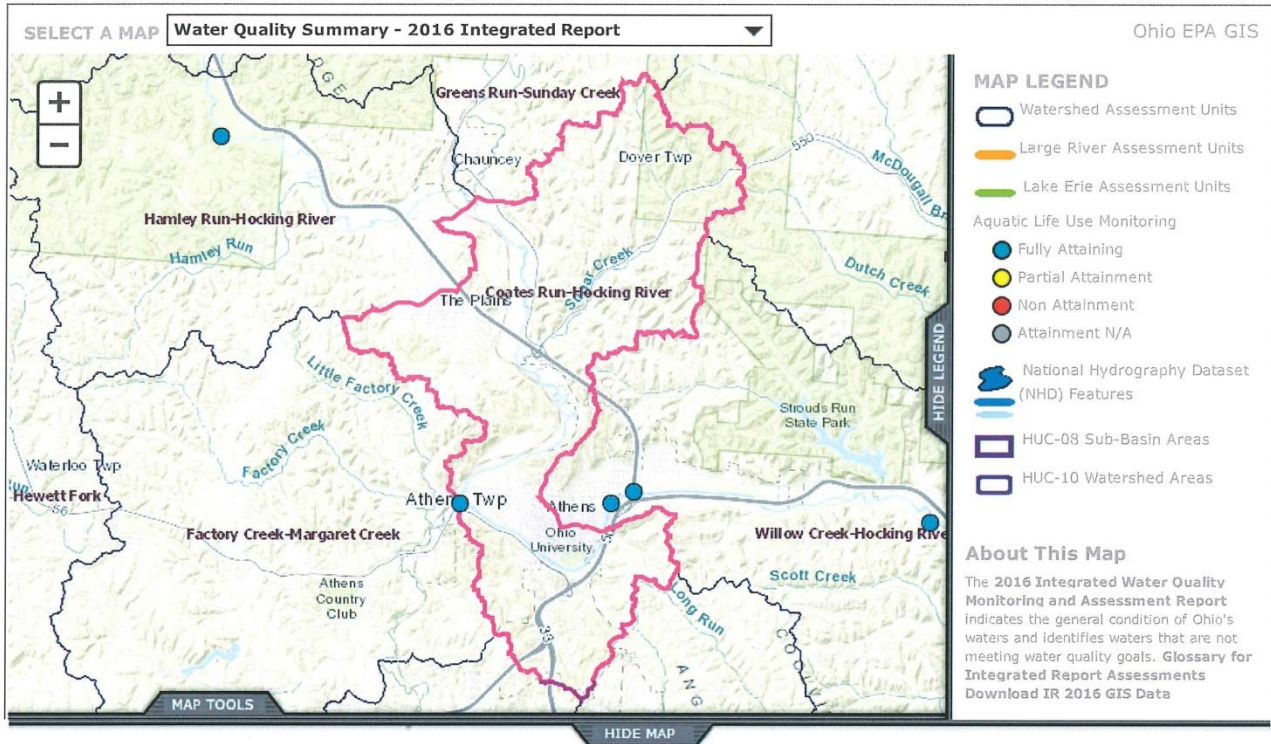 SELECT A MAP
Water Quality Summary - 2016 Integrated Report
Ohio EPA GIS
+
−
Greens Run-Sunday Creek
Chauncey
Dover Twp
550
McDougall Br
Hamley Run-Hocking River
Hamley Run
Sugar Creek
Dutch Creek
The Plains
Coates Run-Hocking River
Little Factory Creek
Factory Creek
Strouds Run
State Park
Waterloo Twp
Hewett Fork
56
Athen Twp
Athens
Factory Creek-Margaret Creek
Ohio
University
Willow Creek-Hocking Rive
Athens
Country
Club
Scott Creek
Long Run
33
ANG
MAP TOOLS
HIDE MAP
HIDE LEGEND
MAP LEGEND
Watershed Assessment Units
Large River Assessment Units
Lake Erie Assessment Units
Aquatic Life Use Monitoring
Fully Attaining
Partial Attainment
Non Attainment
Attainment N/A
National Hydrography Dataset
(NHD) Features
HUC-08 Sub-Basin Areas
HUC-10 Watershed Areas
About This Map
The 2016 Integrated Water Quality
Monitoring and Assessment Report
indicates the general condition of Ohio's
waters and identifies waters that are not
meeting water quality goals. Glossary for
Integrated Report Assessments
Download IR 2016 GIS Data